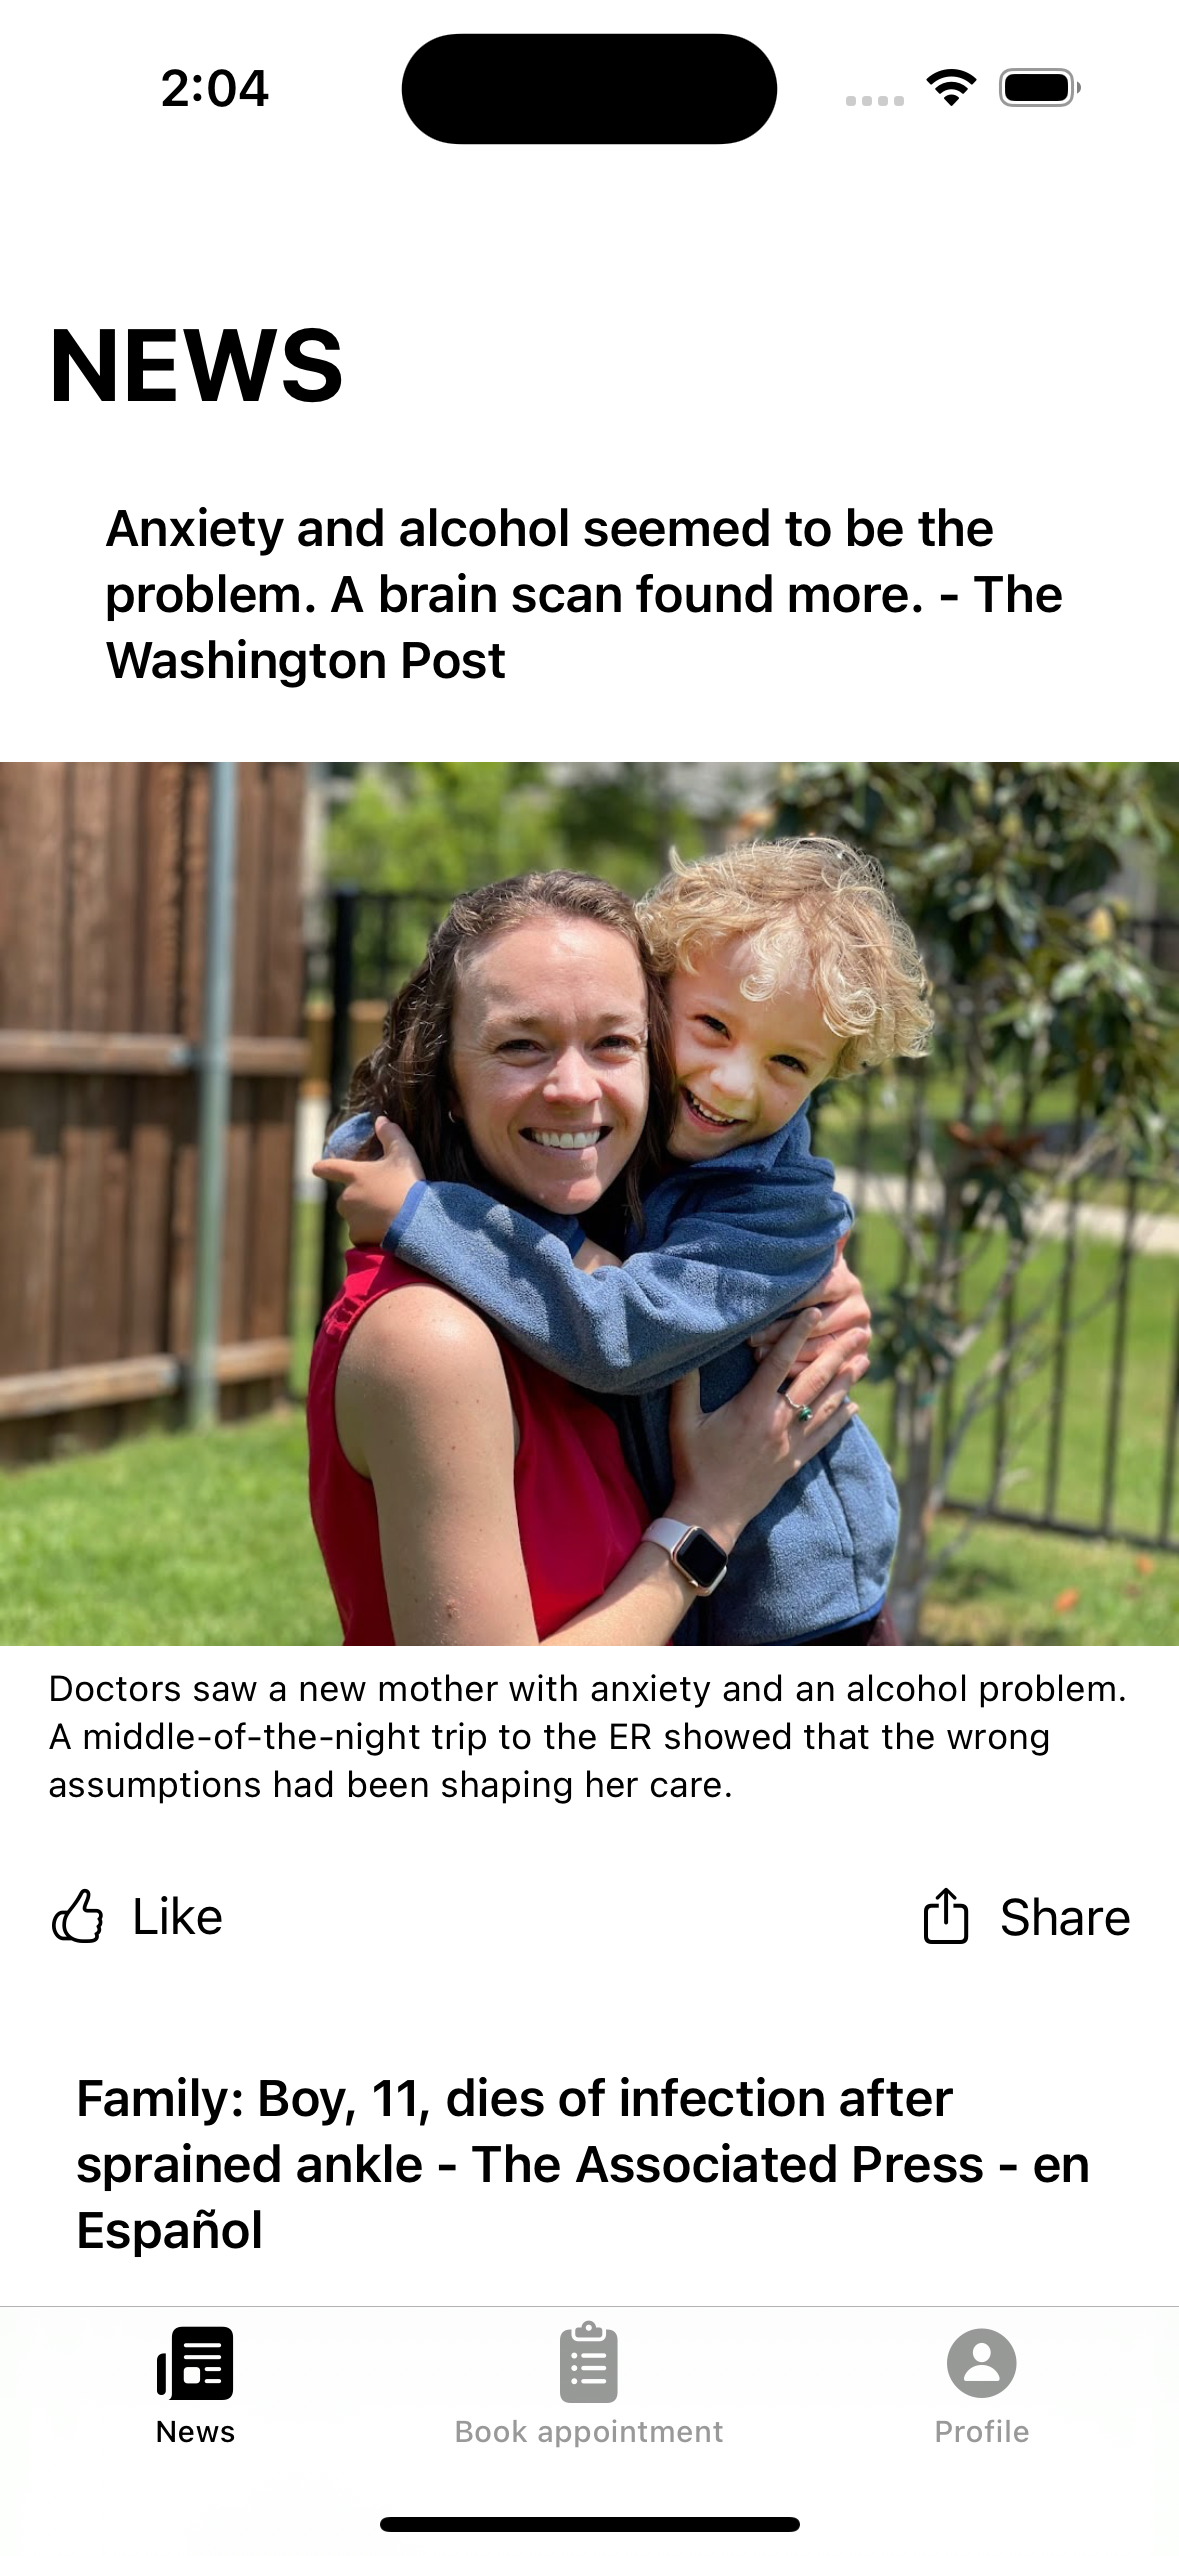 2:04
NEWS
Anxiety and alcohol seemed to be the
problem. A brain scan found more. - The
Washington Post
Doctors saw a new mother with anxiety and an alcohol problem.
A middle-of-the-night trip to the ER showed that the wrong
assumptions had been shaping her care.
Like
Share
Family: Boy, 11, dies of infection after
sprained ankle - The Associated Press - en
Español
News
Book appointment
Profile